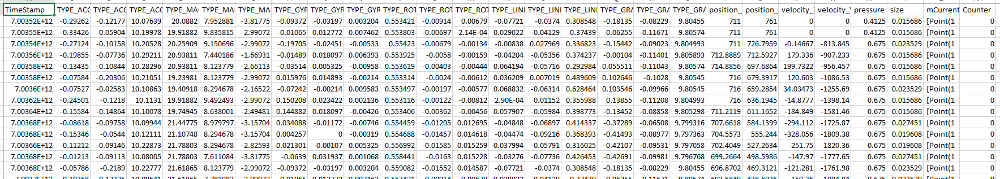 TimeStamp TYPE_ACC TYPE_ACC TYPE_ACC TYPE_MA TYPE_MA TYPE_MA TYPE_GYR TYPE_GYR TYPE_GYR TYPE_ROT TYPE_ROT TYPE_ROT TYPE_LINI TYPE_LINI TYPE_LINI TYPE_GRA TYPE_GRA TYPE_GRA position_ position_ velocity_ velocity_ pressure size mCurrent Counter
7.00352E+12 -0.29262 -0.12177 10.07639 20.0882 7.952881 -3.81775 -0.09372 -0.03197 0.003204 0.553421 -0.00914 0.00679 -0.07721 -0.0374 0.308548 -0.18135 -0.08229 9.80455 711 761 0 0 0.4125 0.015686 [Point(1 0
7.00355E+12 -0.33426 -0.05904 10.19978 19.91882 9.835815 -2.99072 -0.01065 0.012772 0.007462 0.553803 -0.00697 2.14E-04 0.029022 -0.04129 0.37439 -0.06255 -0.11671 9.80574 711 761 0 0 0.4125 0.015686 [Point(1 0
7.00354E+12 -0.27124 -0.10158 10.20528 20.25909 9.150696 -2.99072 -0.19705 -0.02451 -0.00533 0.55423 -0.00679 -0.00134 -0.00838 0.027969 0.336823 -0.15442 -0.09023 9.804993 711 726.7959 -0.14667 -813.845 0.675 0.023529 [Point(1 0
7.00356E+12 -0.19855 -0.07736 10.29211 20.93811 7.440186 -1.66931 -0.01489 0.018097 0.006393 0.553925 -0.0058 -0.00159 -0.04204 -0.05356 0.374237 -0.00104 -0.11401 9.805893 712.8889 712.5927 179.336 -907.233 0.675 0.015686 [Point(1 0
7.00358E+12 -0.13435 -0.10844 10.28296 20.93811 8.123779 -2.66113 -0.03514 0.005325 -0.00958 0.553619 -0.00403 -0.00444 0.064194 -0.05716 0.292984 0.055511 -0.11043 9.80574 714.8856 697.6864 199.7322 -956.457 0.675 0.015686 [Point(1 0
7.00358E+12 -0.07584 -0.20306 10.21051 19.23981 8.123779 -2.99072 0.015976 0.014893 -0.00214 0.553314 -0.0024 -0.00612 0.036209 0.007019 0.489609 0.102646 -0.1028 9.80545 716 679.3917 120.603 -1086.53 0.675 0.015686 [Point(1 0
7.0036E+12 -0.07527 -0.02583 10.10863 19.40918 8.294678 -2.16522 -0.07242 -0.00214 0.009583 0.553497 -0.00197 -0.00577 0.068832 -0.06314 0.628464 0.103546 -0.09966 9.80545 716 659.2854 34.03473 -1255.69 0.675 0.023529 [Point(1 0
7.00362E+12 -0.24501 -0.1218 10.1131 19.91882 9.492493 -2.99072 0.150208 0.023422 0.002136 0.553116 -0.00122 -0.00812 2.90E-04 0.01152 0.355988 0.13855 -0.11208 9.804993 716 636.1945 -14.8777 -1398.14 0.675 0.015686 [Point(1 0
7.00364E+12 -0.15584 -0.14864 10.10078 19.74945 8.638001 -2.49481 0.144882 0.018097 -0.00426 0.553406 -0.00362 -0.00456 0.057907 -0.05984 0.398773 -0.13452 -0.08858 9.805298 711.2119 611.1652 -184.849 -1581.46 0.675 0.015686 [Point(1 0
7.00368E+12 -0.08618 -0.09758 10.09944 21.44775 8.979797 -3.15704 0.034088 -0.01172 -0.00746 0.554459 -0.01205 0.012695 -0.04848 -0.06897 0.414337 -0.37289 -0.06508 9.799316 707.6618 584.1399 -294.112 -1725.87 0.675 0.027451 [Point(1 0
7.00368E+12 -0.15346 -0.0544 10.12111 21.10748 8.294678 -3.15704 0.004257 0 -0.00319 0.554688 -0.01457 0.014618 -0.04474 -0.09216 0.368393 -0.41493 -0.08977 9.797363 704.5573 555.244 -328.056 -1809.38 0.675 0.019608 [Point(1 0
7.00366E+12 -0.11212 -0.09146 10.22873 21.78803 8.294678 -2.82593 0.021301 -0.00107 0.005325 0.556992 -0.01585 0.015259 0.037994 -0.05791 0.316025 -0.42107 -0.09531 9.797058 702.4049 527.2634 -251.75 -1820.36 0.675 0.019608 [Point(1 0
7.00368E+12 -0.01213 -0.09113 10.08005 21.78803 7.611084 -3.81775 -0.0639 0.031937 0.001068 0.558441 -0.0163 0.015228 -0.03276 -0.07736 0.426453 -0.42691 -0.09981 9.796768 699.2664 498.5986 -147.97 -1777.65 0.675 0.027451 [Point(1 0
7.00368E+12 -0.05786 -0.2189 10.22777 21.61865 8.123779 -2.99072 -0.09372 -0.03197 0.003204 0.559082 -0.01552 0.014587 -0.07721 -0.0374 0.308548 -0.18135 -0.08229 9.80455 696.8702 469.3121 -121.281 -1761.98 0.675 0.023529 [Point(1 0